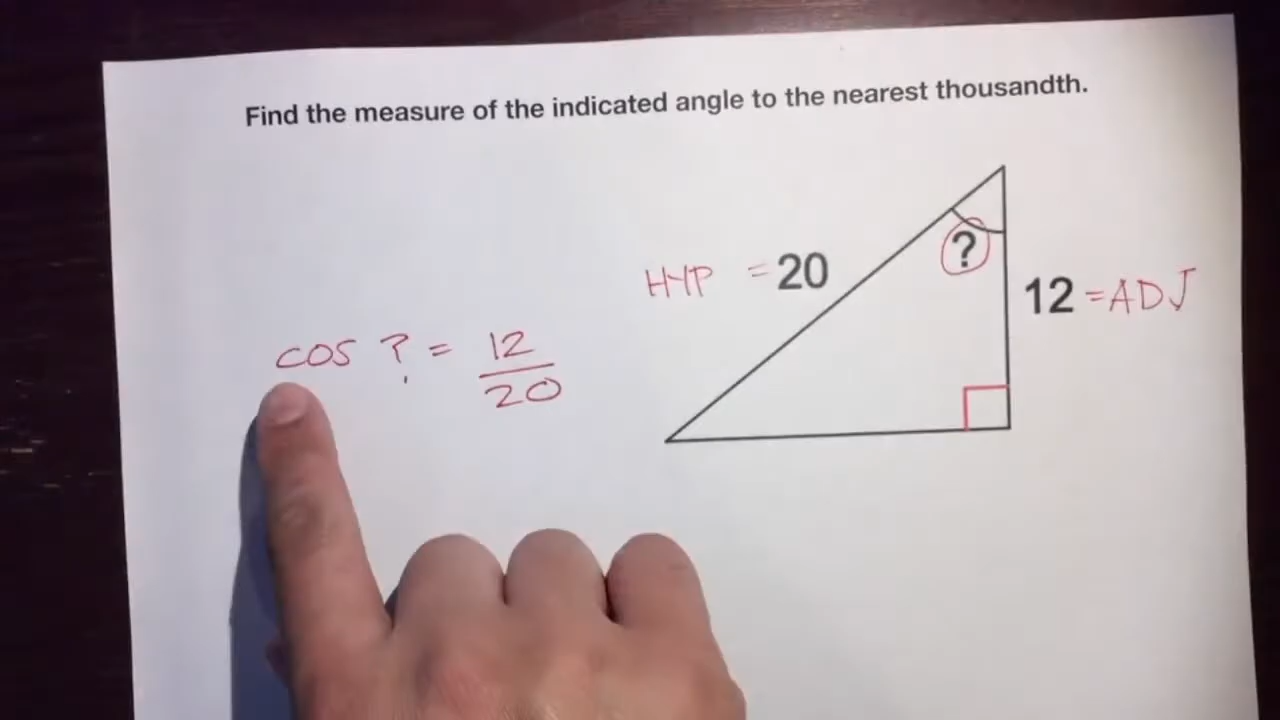 Find the measure of the indicated angle to the nearest thousandth.
?
HYP = 20
12 = ADJ
cos ? = 12
20